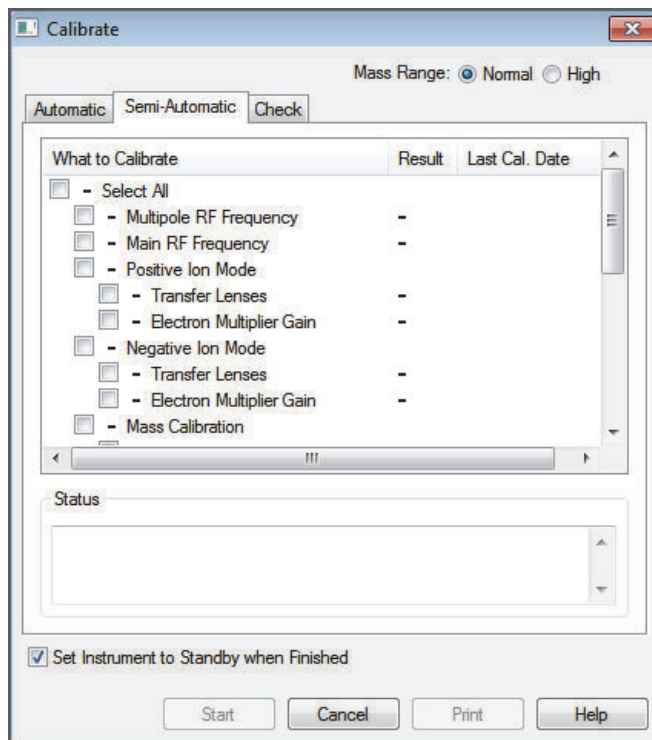 Calibrate
Mass Range: Normal High
Automatic Semi-Automatic Check
What to Calibrate Result Last Cal. Date
- Select All
- Multipole RF Frequency -
- Main RF Frequency -
- Positive Ion Mode
- Transfer Lenses -
- Electron Multiplier Gain -
- Negative Ion Mode
- Transfer Lenses -
- Electron Multiplier Gain -
- Mass Calibration
Status
Set Instrument to Standby when Finished
Start Cancel Print Help